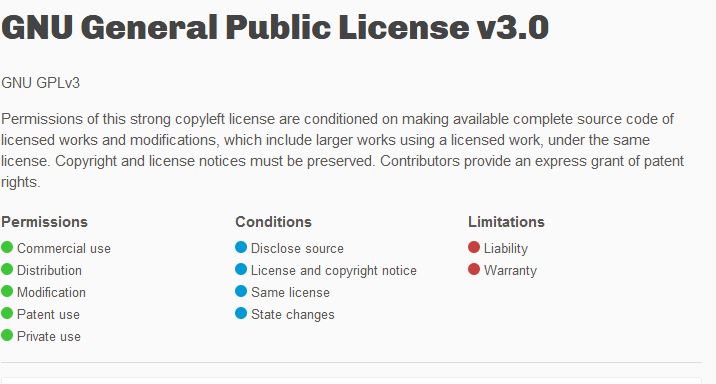 GNU General Public License v3.0
GNU GPLv3
Permissions of this strong copyleft license are conditioned on making available complete source code of
licensed works and modifications, which include larger works using a licensed work, under the same
license. Copyright and license notices must be preserved. Contributors provide an express grant of patent
rights.
Permissions
Commercial use
Distribution
Modification
Patent use
Private use
Conditions
Disclose source
License and copyright notice
Same license
State changes
Limitations
Liability
Warranty